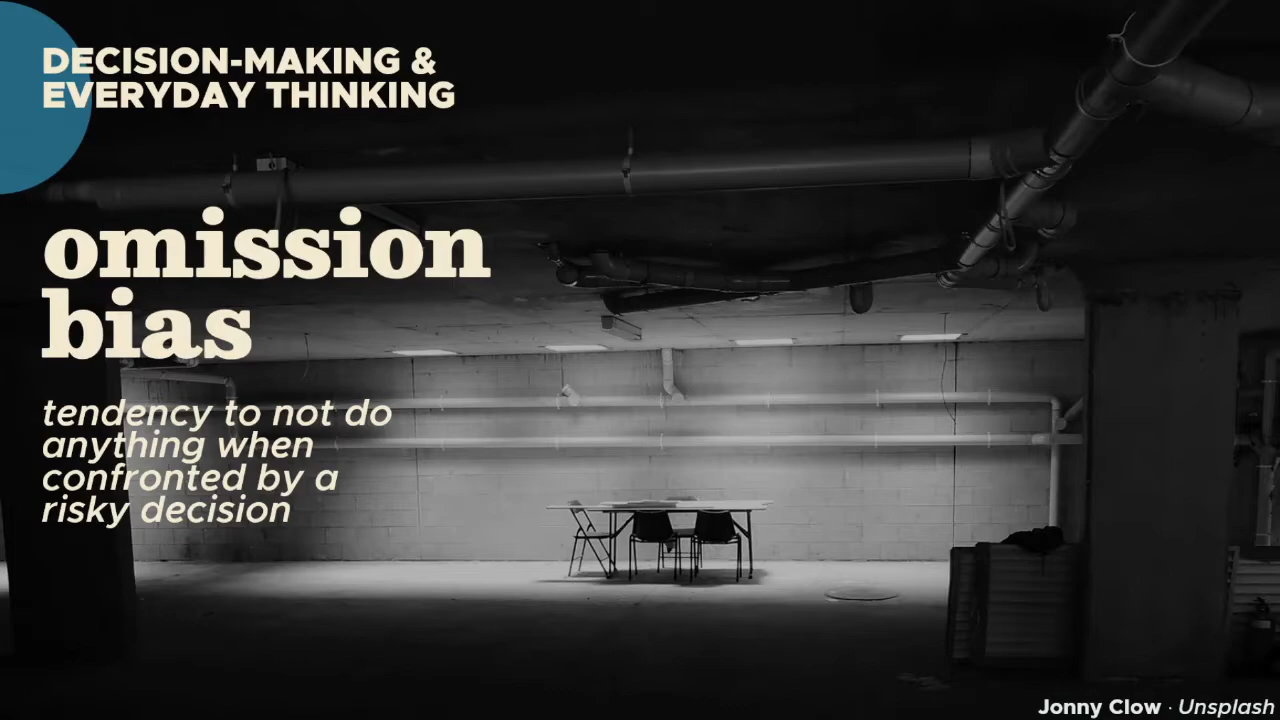 DECISION-MAKING &
EVERYDAY THINKING
omission
bias
tendency to not do
anything when
confronted by a
risky decision
Jonny Clow · Unsplash